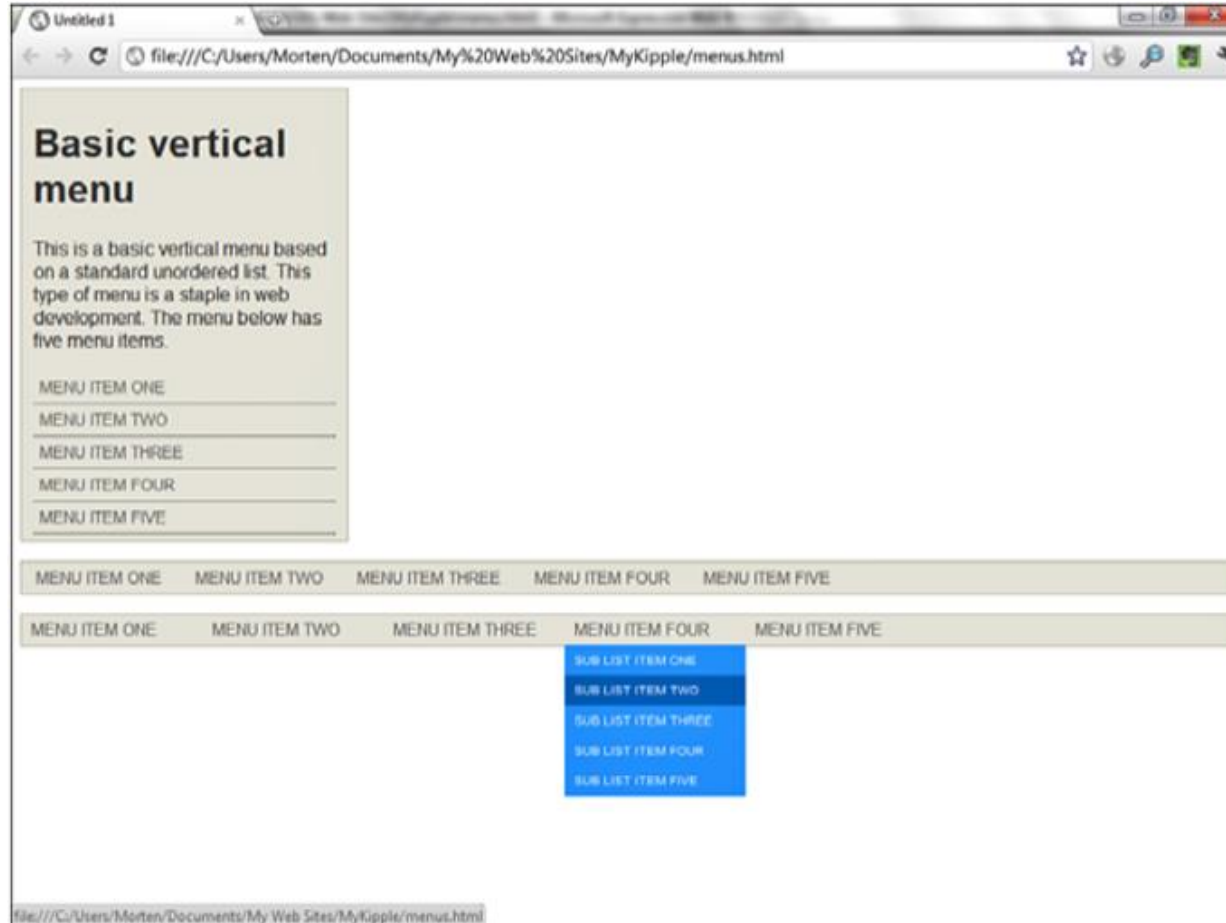 Untitled 1
file:///C:/Users/Morten/Documents/My%20Web%20Sites/MyKipple/menus.html
Basic vertical
menu
This is a basic vertical menu based
on a standard unordered list. This
type of menu is a staple in web
development. The menu below has
five menu items.
MENU ITEM ONE
MENU ITEM TWO
MENU ITEM THREE
MENU ITEM FOUR
MENU ITEM FIVE
MENU ITEM ONE MENU ITEM TWO MENU ITEM THREE MENU ITEM FOUR MENU ITEM FIVE
MENU ITEM ONE MENU ITEM TWO MENU ITEM THREE MENU ITEM FOUR MENU ITEM FIVE
SUB LIST ITEM ONE
SUB LIST ITEM TWO
SUB LIST ITEM THREE
SUB LIST ITEM FOUR
SUB LIST ITEM FIVE
file:///C:/Users/Morten/Documents/My Web Sites/MyKipple/menus.html